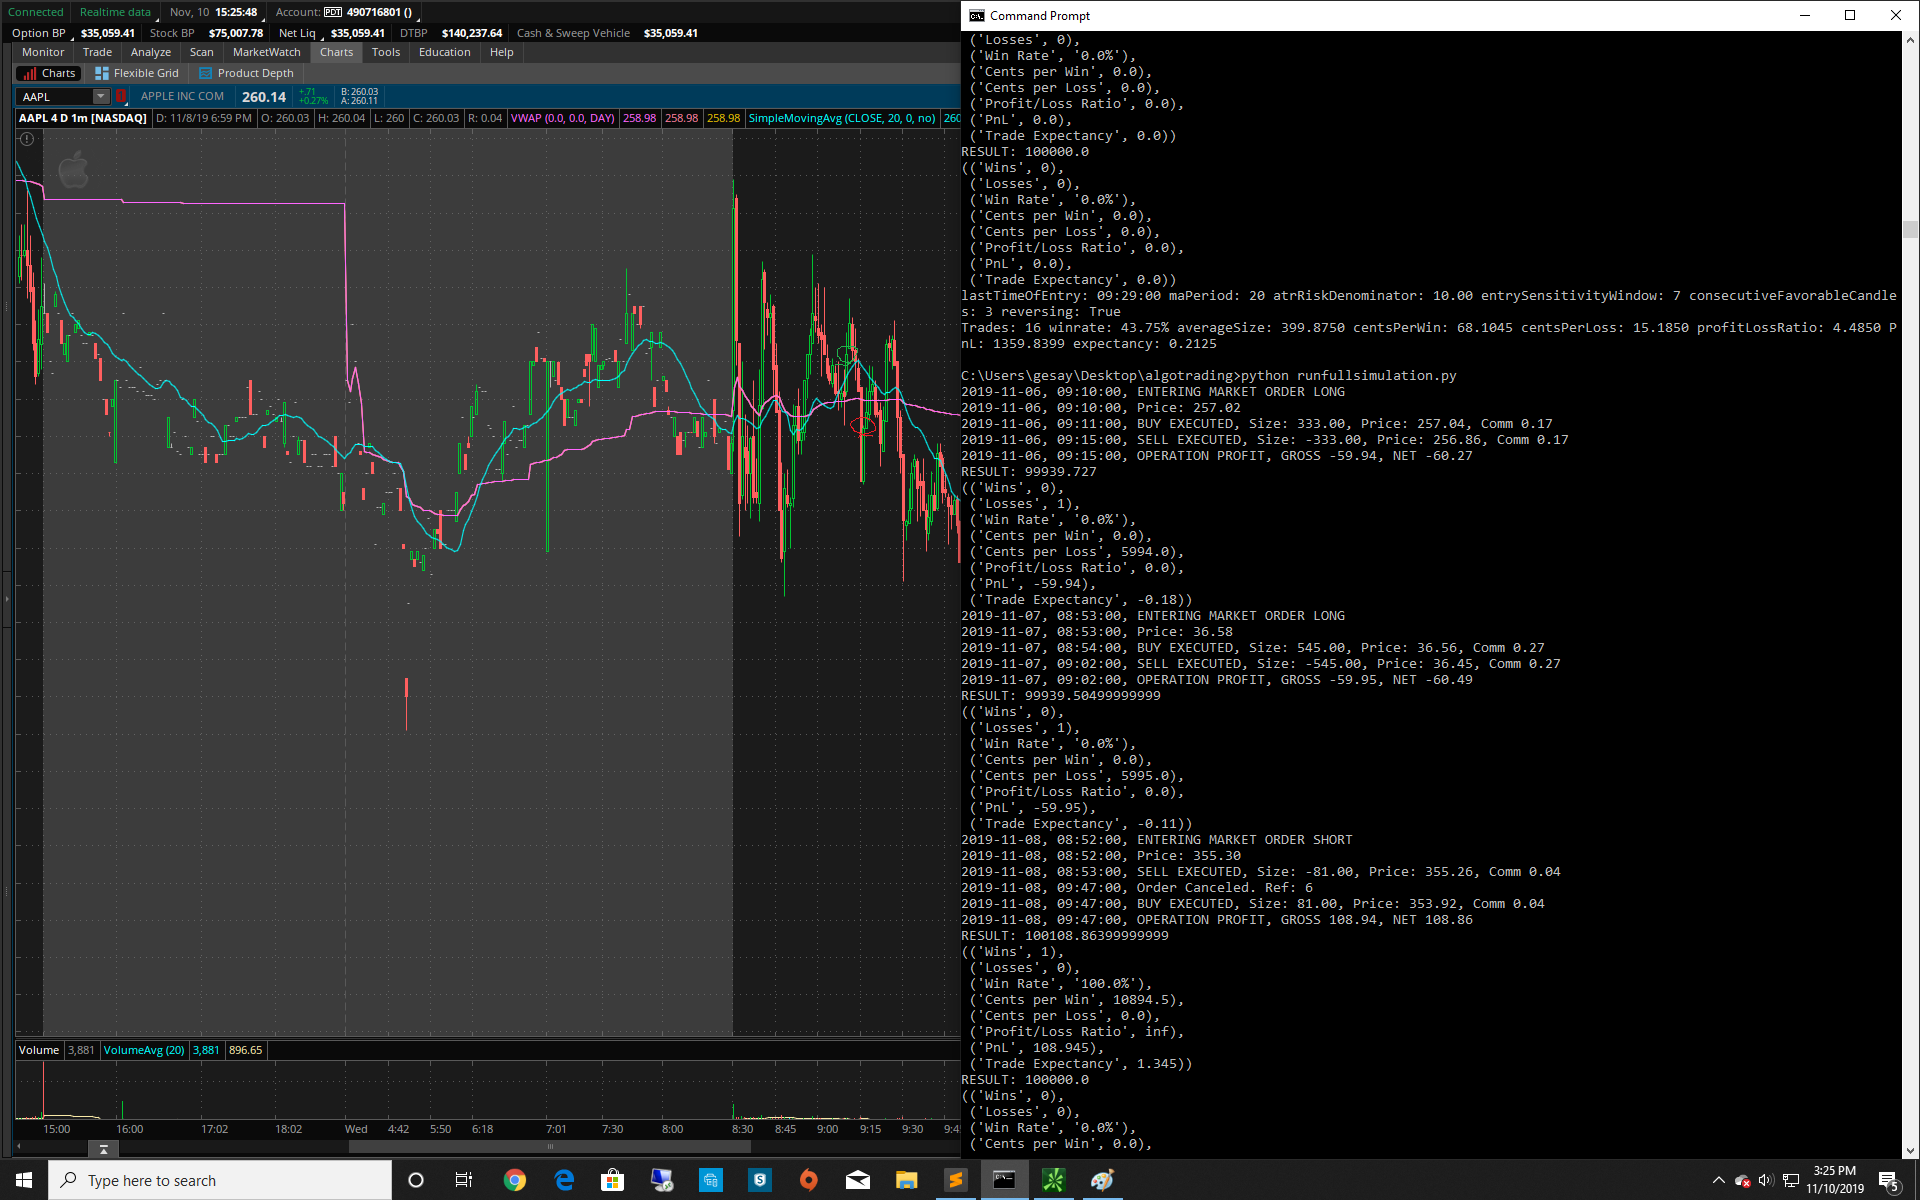 Connected Realtime data Nov, 10 15:25:48 Account: PDT 490716801 ()
Option BP $35,059.41 Stock BP $75,007.78 Net Liq $35,059.41 DTBP $140,237.64 Cash & Sweep Vehicle $35,059.41
Monitor Trade Analyze Scan MarketWatch Charts Tools Education Help
Charts Flexible Grid Product Depth
AAPL APPLE INC COM 260.14 +.71 +0.27% B: 260.03 A: 260.11
AAPL 4 D 1m [NASDAQ] D: 11/8/19 6:59 PM O: 260.03 H: 260.04 L: 260 C: 260.03 R: 0.04 VWAP (0.0, 0.0, DAY) 258.98 258.98 258.98 SimpleMovingAvg (CLOSE, 20, 0, no) 260
Volume 3,881 VolumeAvg (20) 3,881 896.65
15:00 16:00 17:02 18:02 Wed 4:42 5:50 6:18 7:01 7:30 8:00 8:30 8:45 9:00 9:15 9:30 9:45
Command Prompt
('Losses', 0),
('Win Rate', '0.0%'),
('Cents per Win', 0.0),
('Cents per Loss', 0.0),
('Profit/Loss Ratio', 0.0),
('PnL', 0.0),
('Trade Expectancy', 0.0))
RESULT: 100000.0
(('Wins', 0),
('Losses', 0),
('Win Rate', '0.0%'),
('Cents per Win', 0.0),
('Cents per Loss', 0.0),
('Profit/Loss Ratio', 0.0),
('PnL', 0.0),
('Trade Expectancy', 0.0))
lastTimeOfEntry: 09:29:00 maPeriod: 20 atrRiskDenominator: 10.00 entrySensitivityWindow: 7 consecutiveFavorableCandle
s: 3 reversing: True
Trades: 16 winrate: 43.75% averageSize: 399.8750 centsPerWin: 68.1045 centsPerLoss: 15.1850 profitLossRatio: 4.4850 P
nL: 1359.8399 expectancy: 0.2125
C:\Users\gesay\Desktop\algotrading>python runfullsimulation.py
2019-11-06, 09:10:00, ENTERING MARKET ORDER LONG
2019-11-06, 09:10:00, Price: 257.02
2019-11-06, 09:11:00, BUY EXECUTED, Size: 333.00, Price: 257.04, Comm 0.17
2019-11-06, 09:15:00, SELL EXECUTED, Size: -333.00, Price: 256.86, Comm 0.17
2019-11-06, 09:15:00, OPERATION PROFIT, GROSS -59.94, NET -60.27
RESULT: 99939.727
(('Wins', 0),
('Losses', 1),
('Win Rate', '0.0%'),
('Cents per Win', 0.0),
('Cents per Loss', 5994.0),
('Profit/Loss Ratio', 0.0),
('PnL', -59.94),
('Trade Expectancy', -0.18))
2019-11-07, 08:53:00, ENTERING MARKET ORDER LONG
2019-11-07, 08:53:00, Price: 36.58
2019-11-07, 08:54:00, BUY EXECUTED, Size: 545.00, Price: 36.56, Comm 0.27
2019-11-07, 09:02:00, SELL EXECUTED, Size: -545.00, Price: 36.45, Comm 0.27
2019-11-07, 09:02:00, OPERATION PROFIT, GROSS -59.95, NET -60.49
RESULT: 99939.50499999999
(('Wins', 0),
('Losses', 1),
('Win Rate', '0.0%'),
('Cents per Win', 0.0),
('Cents per Loss', 5995.0),
('Profit/Loss Ratio', 0.0),
('PnL', -59.95),
('Trade Expectancy', -0.11))
2019-11-08, 08:52:00, ENTERING MARKET ORDER SHORT
2019-11-08, 08:52:00, Price: 355.30
2019-11-08, 08:53:00, SELL EXECUTED, Size: -81.00, Price: 355.26, Comm 0.04
2019-11-08, 09:47:00, Order Canceled. Ref: 6
2019-11-08, 09:47:00, BUY EXECUTED, Size: 81.00, Price: 353.92, Comm 0.04
2019-11-08, 09:47:00, OPERATION PROFIT, GROSS 108.94, NET 108.86
RESULT: 100108.86399999999
(('Wins', 1),
('Losses', 0),
('Win Rate', '100.0%'),
('Cents per Win', 10894.5),
('Cents per Loss', 0.0),
('Profit/Loss Ratio', inf),
('PnL', 108.945),
('Trade Expectancy', 1.345))
RESULT: 100000.0
(('Wins', 0),
('Losses', 0),
('Win Rate', '0.0%'),
('Cents per Win', 0.0),
Type here to search
3:25 PM
11/10/2019
5